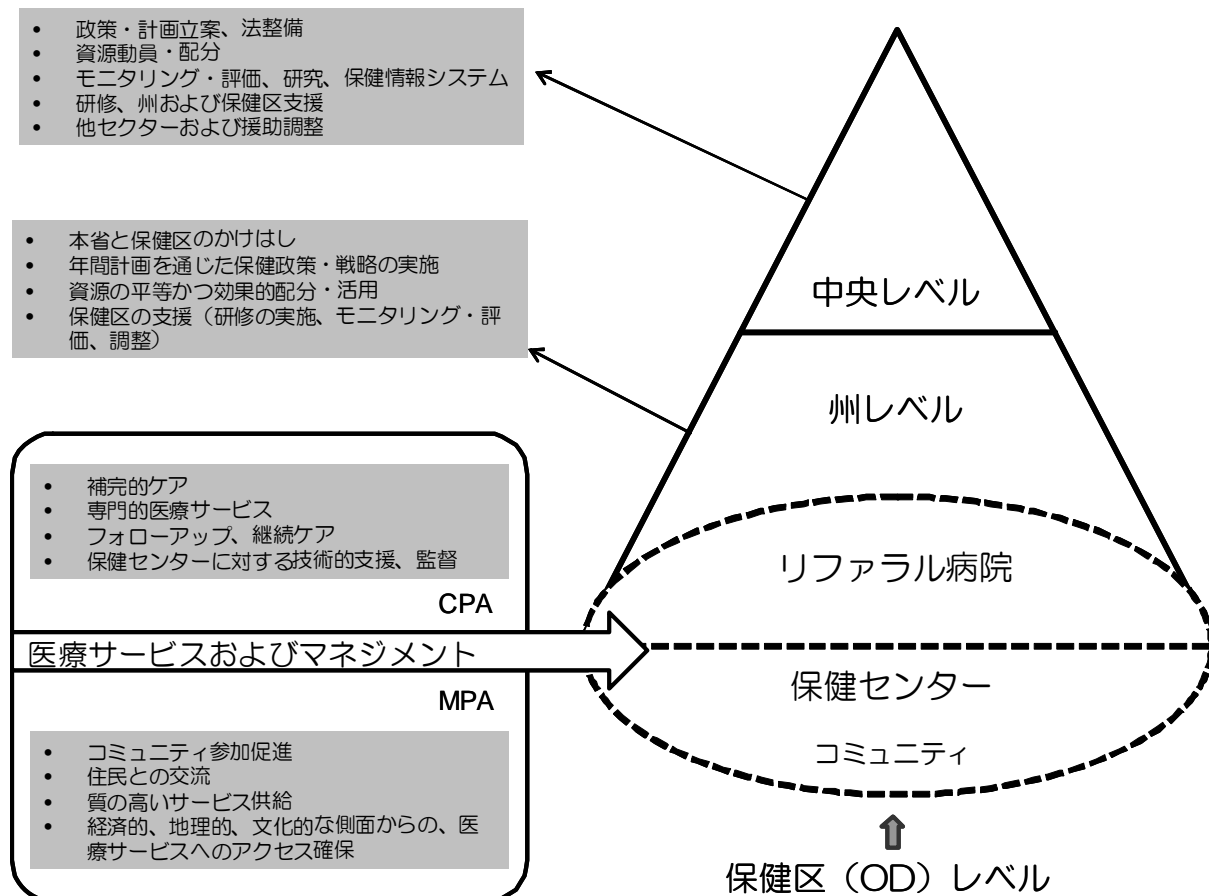 • 政策・計画立案、法整備
• 資源動員・配分
• モニタリング・評価、研究、保健情報システム
• 研修、州および保健区支援
• 他セクターおよび援助調整
• 本省と保健区のかけはし
• 年間計画を通じた保健政策・戦略の実施
• 資源の平等かつ効果的配分・活用
• 保健区の支援（研修の実施、モニタリング・評
価、調整）
中央レベル
州レベル
• 補完的ケア
• 専門的医療サービス
• フォローアップ、継続ケア
• 保健センターに対する技術的支援、監督
CPA
医療サービスおよびマネジメント
MPA
• コミュニティ参加促進
• 住民との交流
• 質の高いサービス供給
• 経済的、地理的、文化的な側面からの、医
療サービスへのアクセス確保
リファラル病院
保健センター
コミュニティ
保健区（OD）レベル